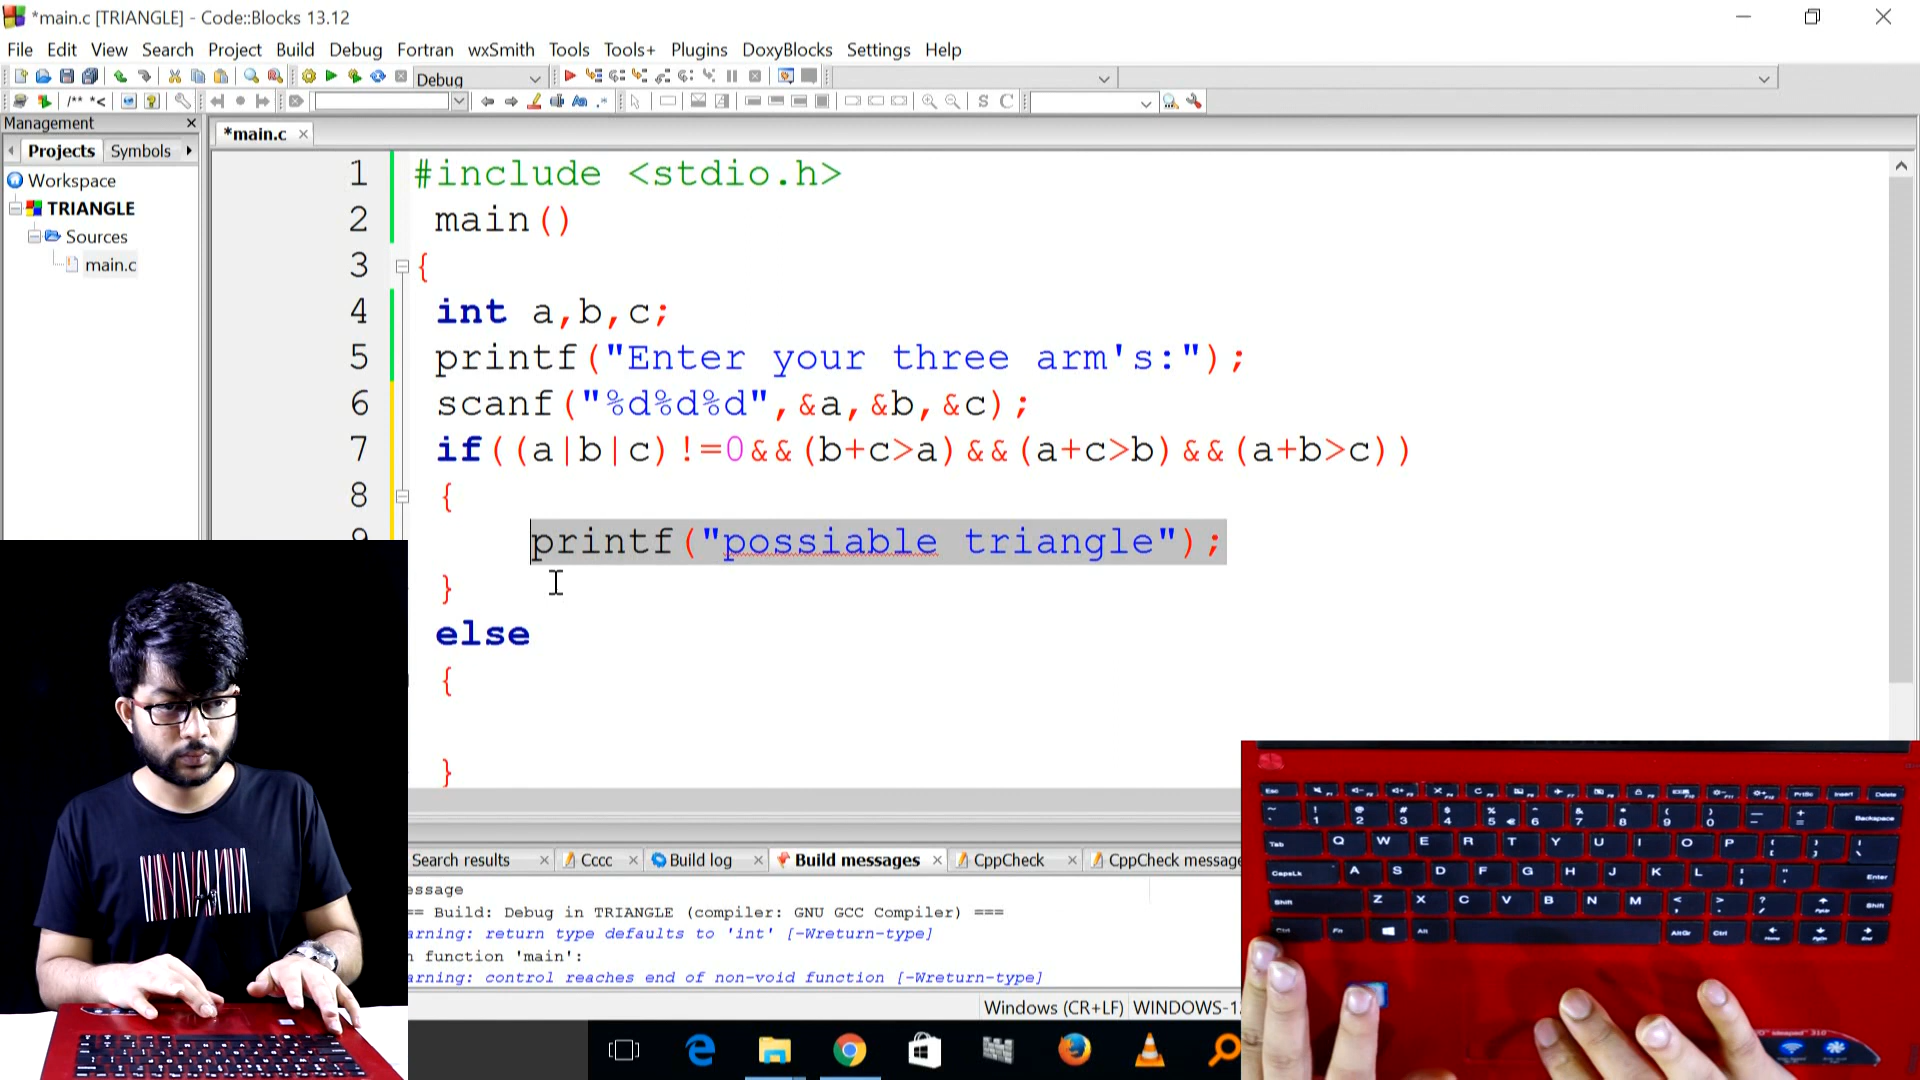 *main.c [TRIANGLE] - Code::Blocks 13.12
File Edit View Search Project Build Debug Fortran wxSmith Tools Tools+ Plugins DoxyBlocks Settings Help
Debug
/** *<
S C
Management
*main.c
Projects Symbols
Workspace
TRIANGLE
Sources
main.c
1 #include <stdio.h>
2 main()
3 {
4 int a,b,c;
5 printf("Enter your three arm's:");
6 scanf("%d%d%d",&a,&b,&c);
7 if((a|b|c)!=0&&(b+c>a)&&(a+c>b)&&(a+b>c))
8 {
9 printf("possiable triangle");
}
else
{
}
Search results Cccc Build log Build messages CppCheck CppCheck message
essage
== Build: Debug in TRIANGLE (compiler: GNU GCC Compiler) ===
arning: return type defaults to 'int' [-Wreturn-type]
n function 'main':
arning: control reaches end of non-void function [-Wreturn-type]
Windows (CR+LF) WINDOWS-1
Q W E R T Y U I O P
A S D F G H J K L
Z X C V B N M